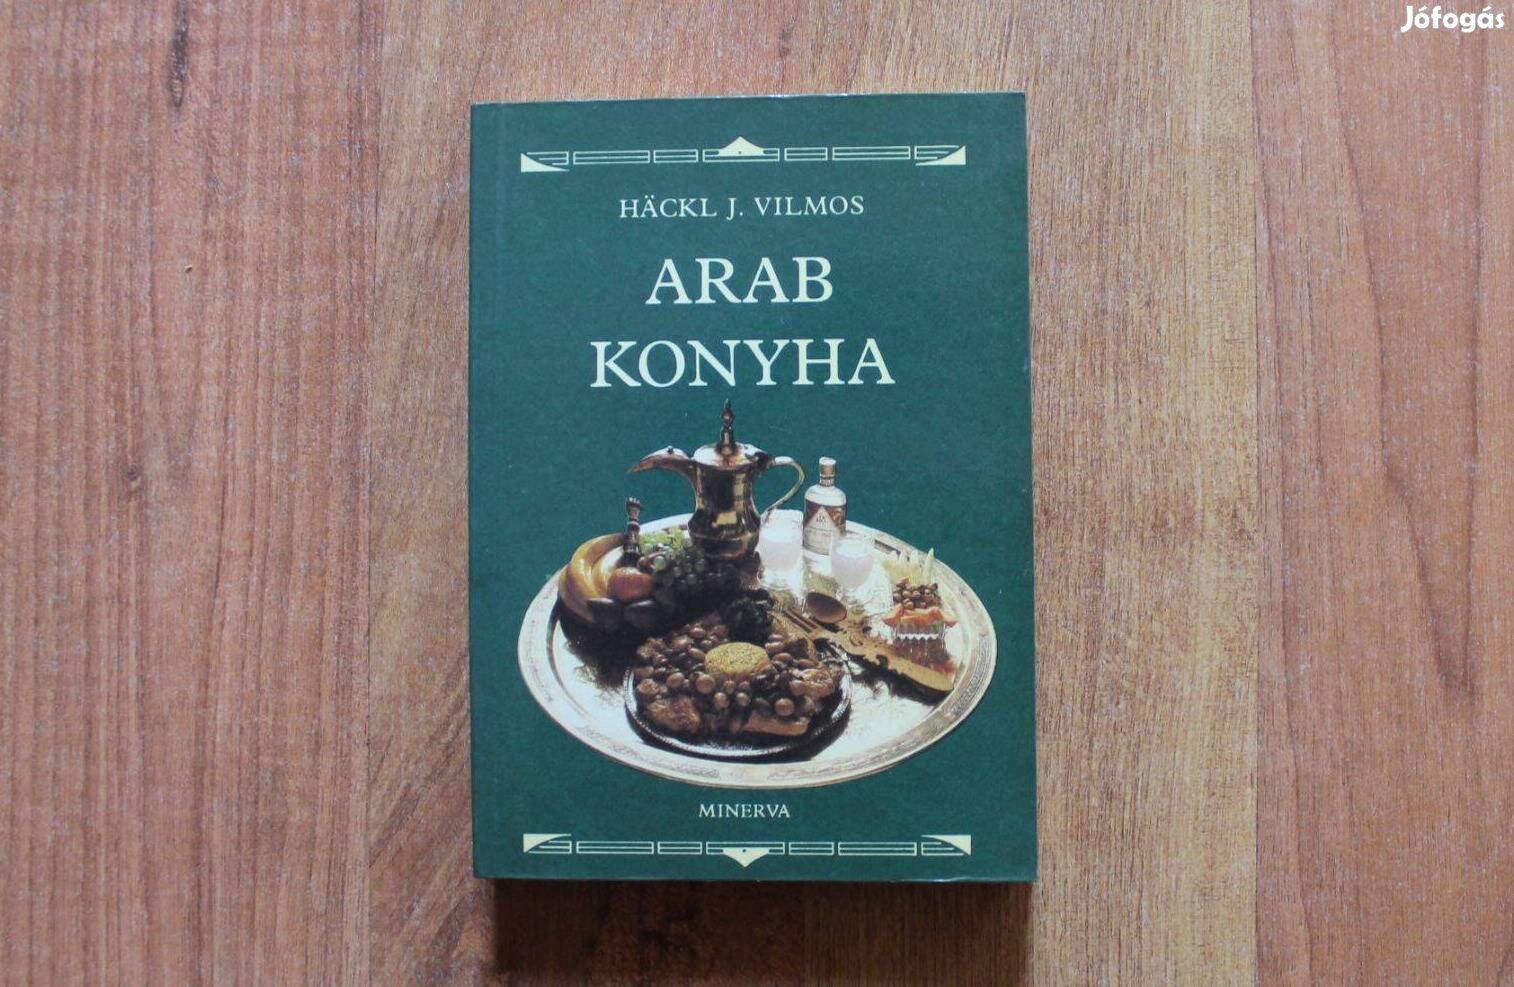 Jófogás
HÄCKL J. VILMOS
ARAB
KONYHA
MINERVA